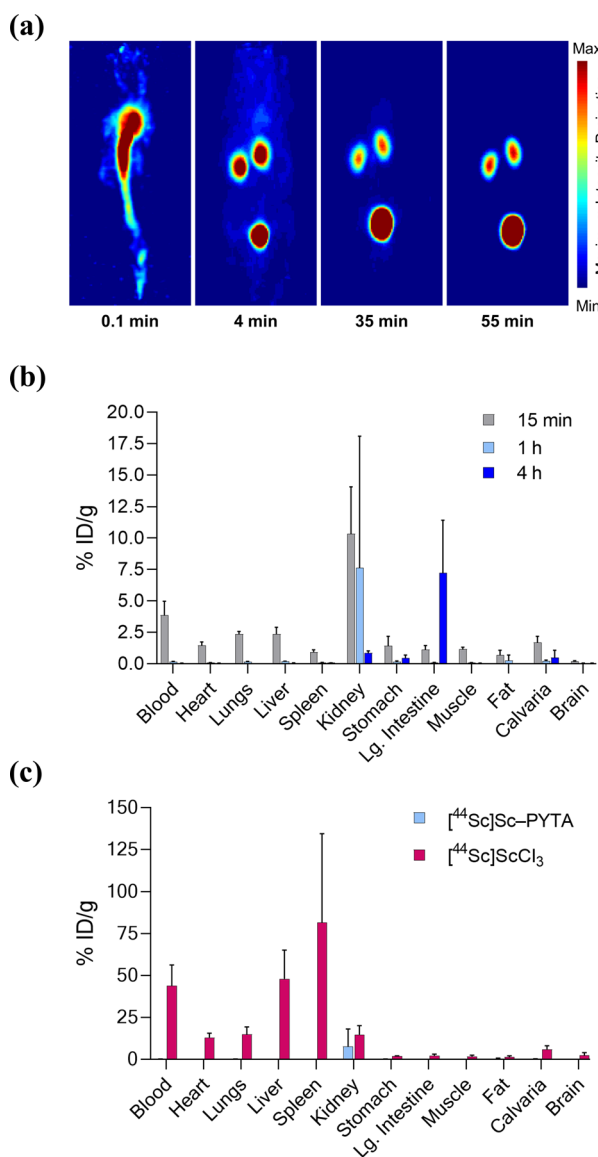 (a)
Max
Min
0.1 min
4 min
35 min
55 min
(b)
20.0
17.5
15.0
12.5
10.0
7.5
5.0
2.5
0.0
% ID/g
15 min
1 h
4 h
Blood
Heart
Lungs
Liver
Spleen
Kidney
Stomach
Lg. Intestine
Muscle
Fat
Calvaria
Brain
(c)
150
125
100
75
50
25
0
% ID/g
[⁴⁴Sc]Sc–PYTA
[⁴⁴Sc]ScCl₃
Blood
Heart
Lungs
Liver
Spleen
Kidney
Stomach
Lg. Intestine
Muscle
Fat
Calvaria
Brain